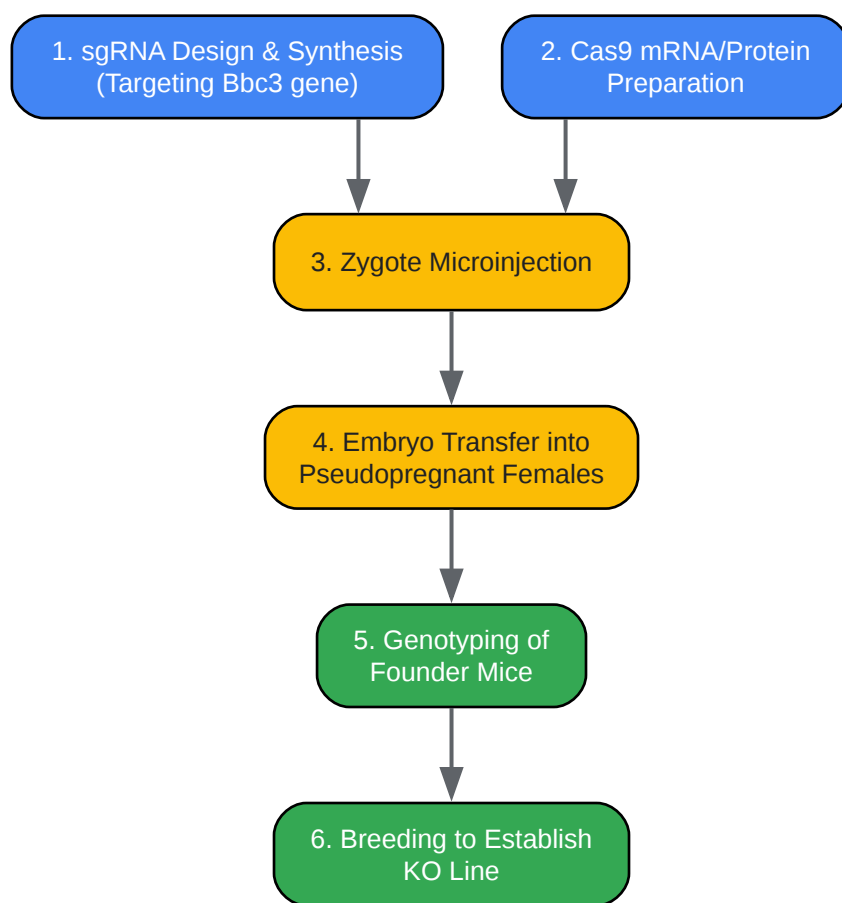 1. sgRNA Design & Synthesis
(Targeting Bbc3 gene)
2. Cas9 mRNA/Protein
Preparation
3. Zygote Microinjection
4. Embryo Transfer into
Pseudopregnant Females
5. Genotyping of
Founder Mice
6. Breeding to Establish
KO Line